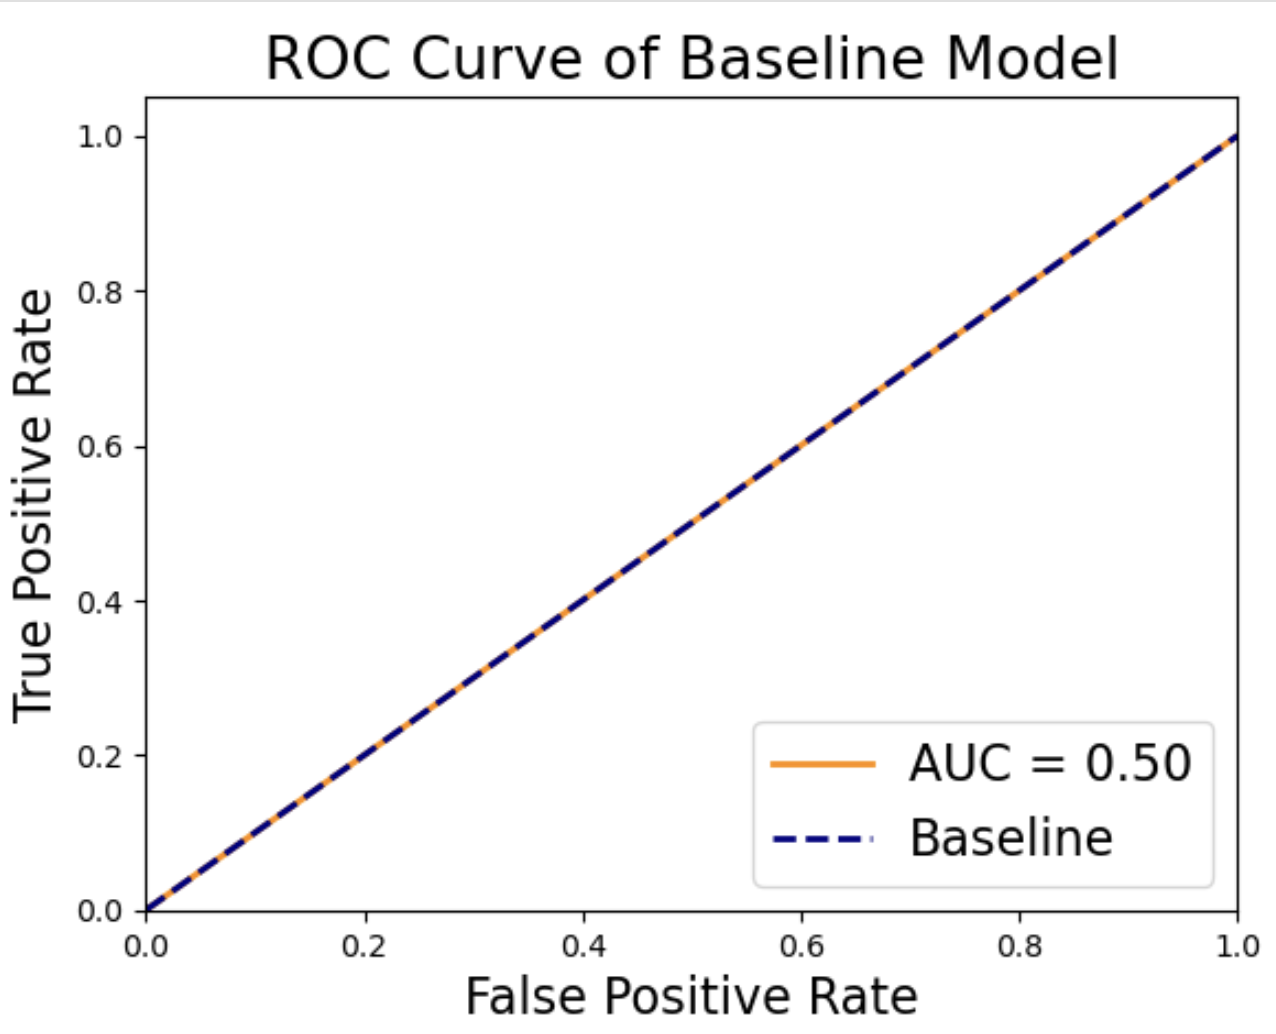 ROC Curve of Baseline Model
True Positive Rate
1.0
0.8
0.6
0.4
0.2
0.0
AUC = 0.50
Baseline
0.0 0.2 0.4 0.6 0.8 1.0
False Positive Rate